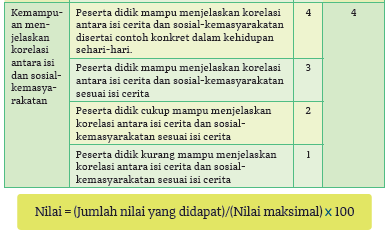 Kemampu-
an men-
jelaskan
korelasi
antara isi
dan sosial-
kemasya-
rakatan
Peserta didik mampu menjelaskan korelasi
antara isi cerita dan sosial-kemasyarakatan
disertai contoh konkret dalam kehidupan
sehari-hari.
4
4
Peserta didik mampu menjelaskan korelasi
antara isi cerita dan sosial-kemasyarakatan
sesuai isi cerita
3
Peserta didik cukup mampu menjelaskan
korelasi antara isi cerita dan sosial-
kemasyarakatan sesuai isi cerita
2
Peserta didik kurang mampu menjelaskan
korelasi antara isi cerita dan sosial-
kemasyarakatan sesuai isi cerita
1
Nilai = (Jumlah nilai yang didapat)/(Nilai maksimal) x 100